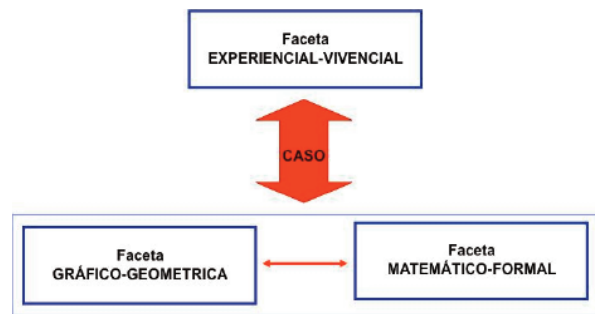 Faceta
EXPERIENCIAL-VIVENCIAL
CASO
Faceta
GRÁFICO-GEOMETRICA
Faceta
MATEMÁTICO-FORMAL